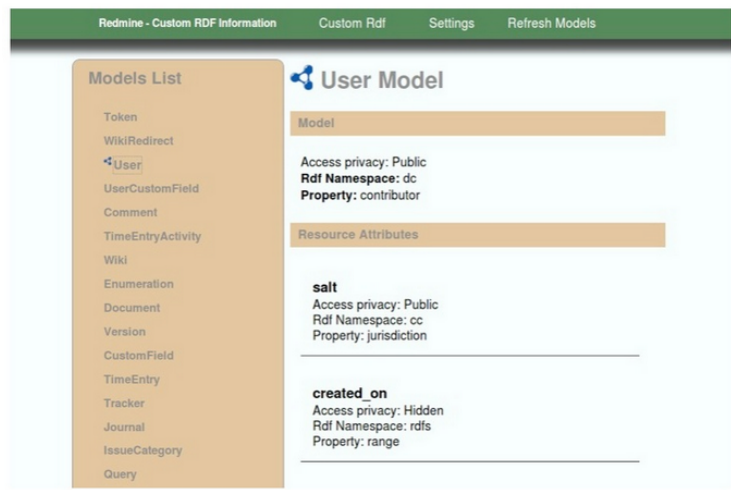 Redmine - Custom RDF Information
Custom Rdf
Settings
Refresh Models
Models List
Token
WikiRedirect
User
UserCustomField
Comment
TimeEntryActivity
Wiki
Enumeration
Document
Version
CustomField
TimeEntry
Tracker
Journal
IssueCategory
Query
User Model
Model
Access privacy: Public
Rdf Namespace: dc
Property: contributor
Resource Attributes
salt
Access privacy: Public
Rdf Namespace: cc
Property: jurisdiction
created_on
Access privacy: Hidden
Rdf Namespace: rdfs
Property: range